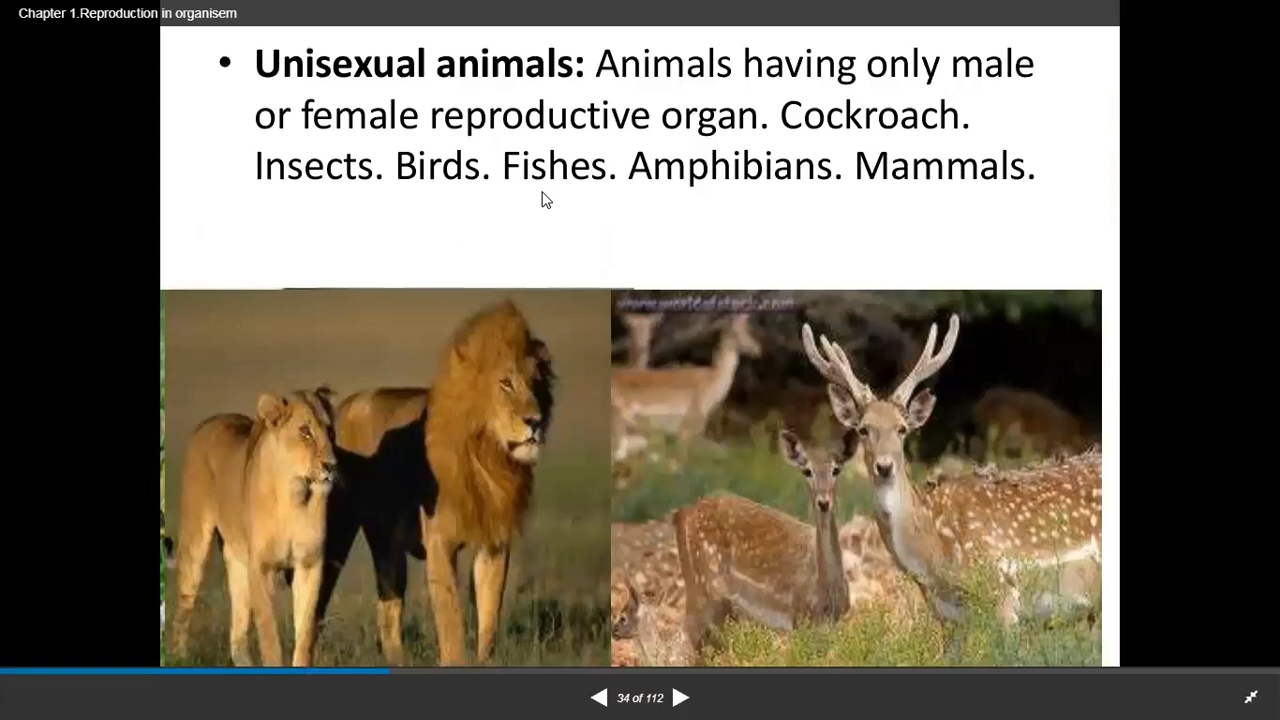 Chapter 1.Reproduction in organisem
• Unisexual animals: Animals having only male
or female reproductive organ. Cockroach.
Insects. Birds. Fishes. Amphibians. Mammals.
34 of 112